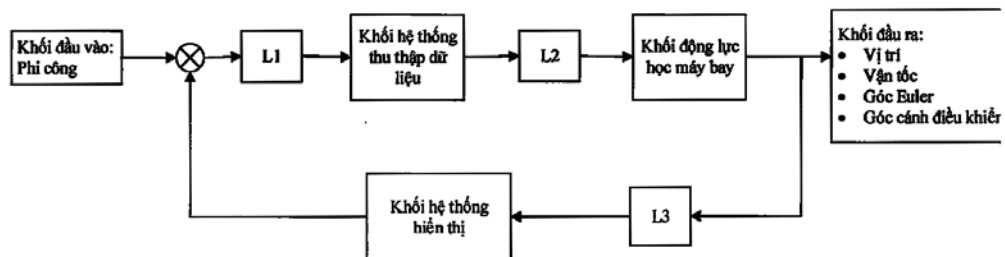 Khối đầu vào:
Phi công
L1
Khối hệ thống
thu thập dữ
liệu
L2
Khối động lực
học máy bay
Khối đầu ra:
• Vị trí
• Vận tốc
• Góc Euler
• Góc cánh điều khiển
Khối hệ thống
hiển thị
L3